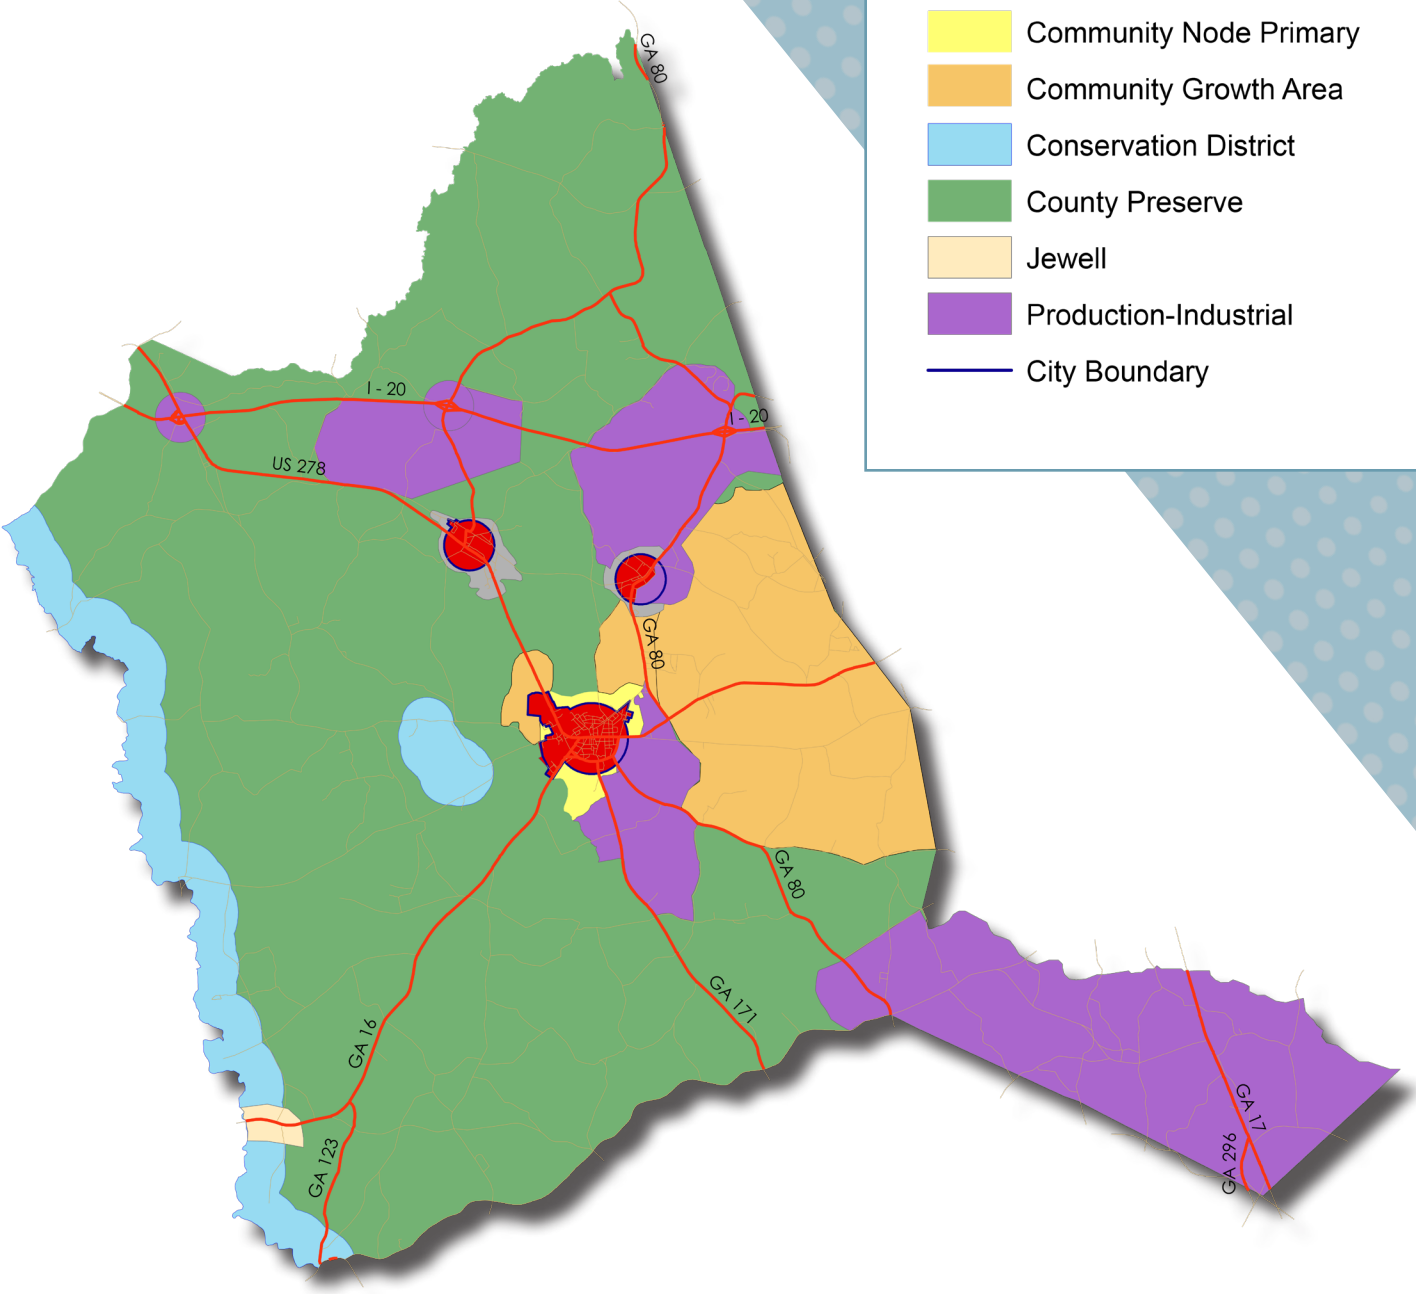 Community Node Primary
Community Growth Area
Conservation District
County Preserve
Jewell
Production-Industrial
City Boundary
GA 80
I - 20
I - 20
US 278
GA 80
GA 80
GA 171
GA 16
GA 123
GA 17
GA 296